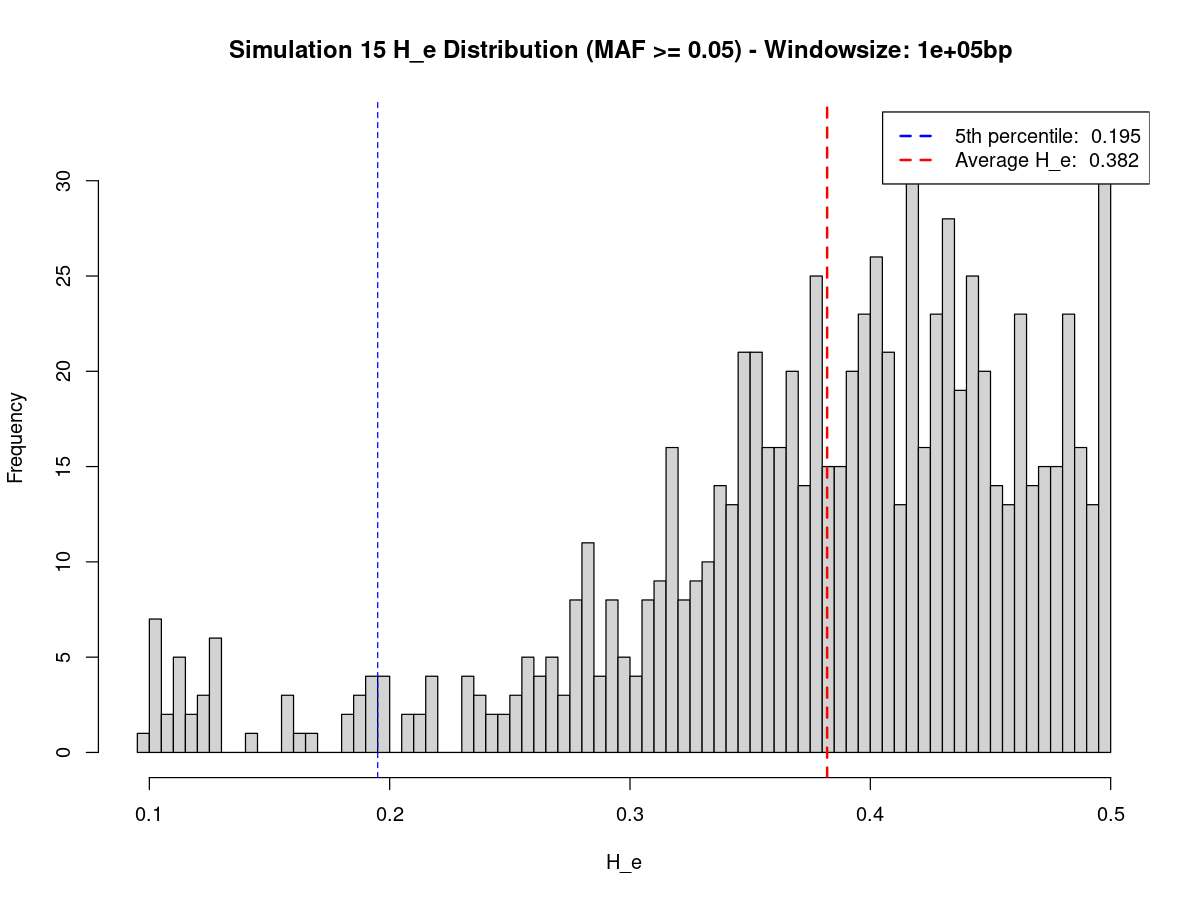 Simulation 15 H_e Distribution (MAF >= 0.05) - Windowsize: 1e+05bp
5th percentile: 0.195
Average H_e: 0.382
Frequency
30
25
20
15
10
5
0
0.1 0.2 0.3 0.4 0.5
H_e